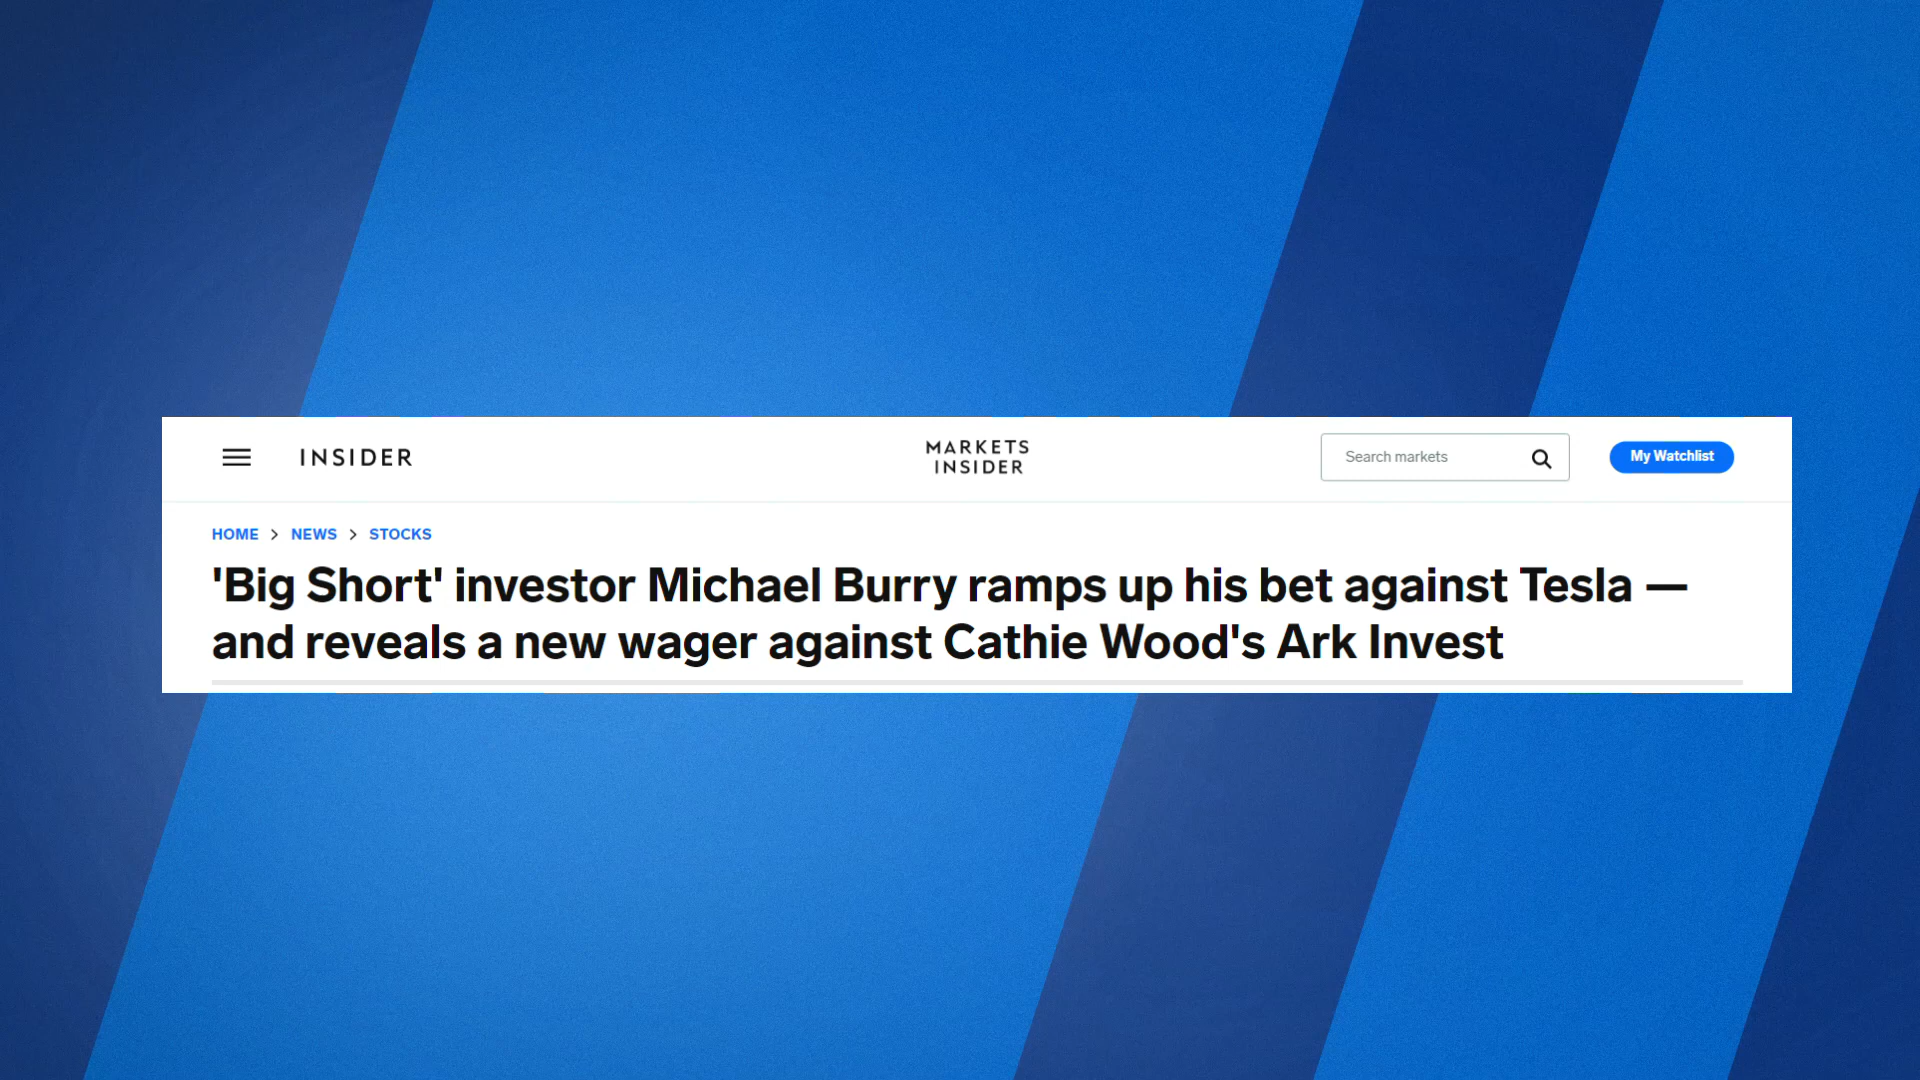 INSIDER
MARKETS
INSIDER
Search markets
My Watchlist
HOME > NEWS > STOCKS
'Big Short' investor Michael Burry ramps up his bet against Tesla —
and reveals a new wager against Cathie Wood's Ark Invest